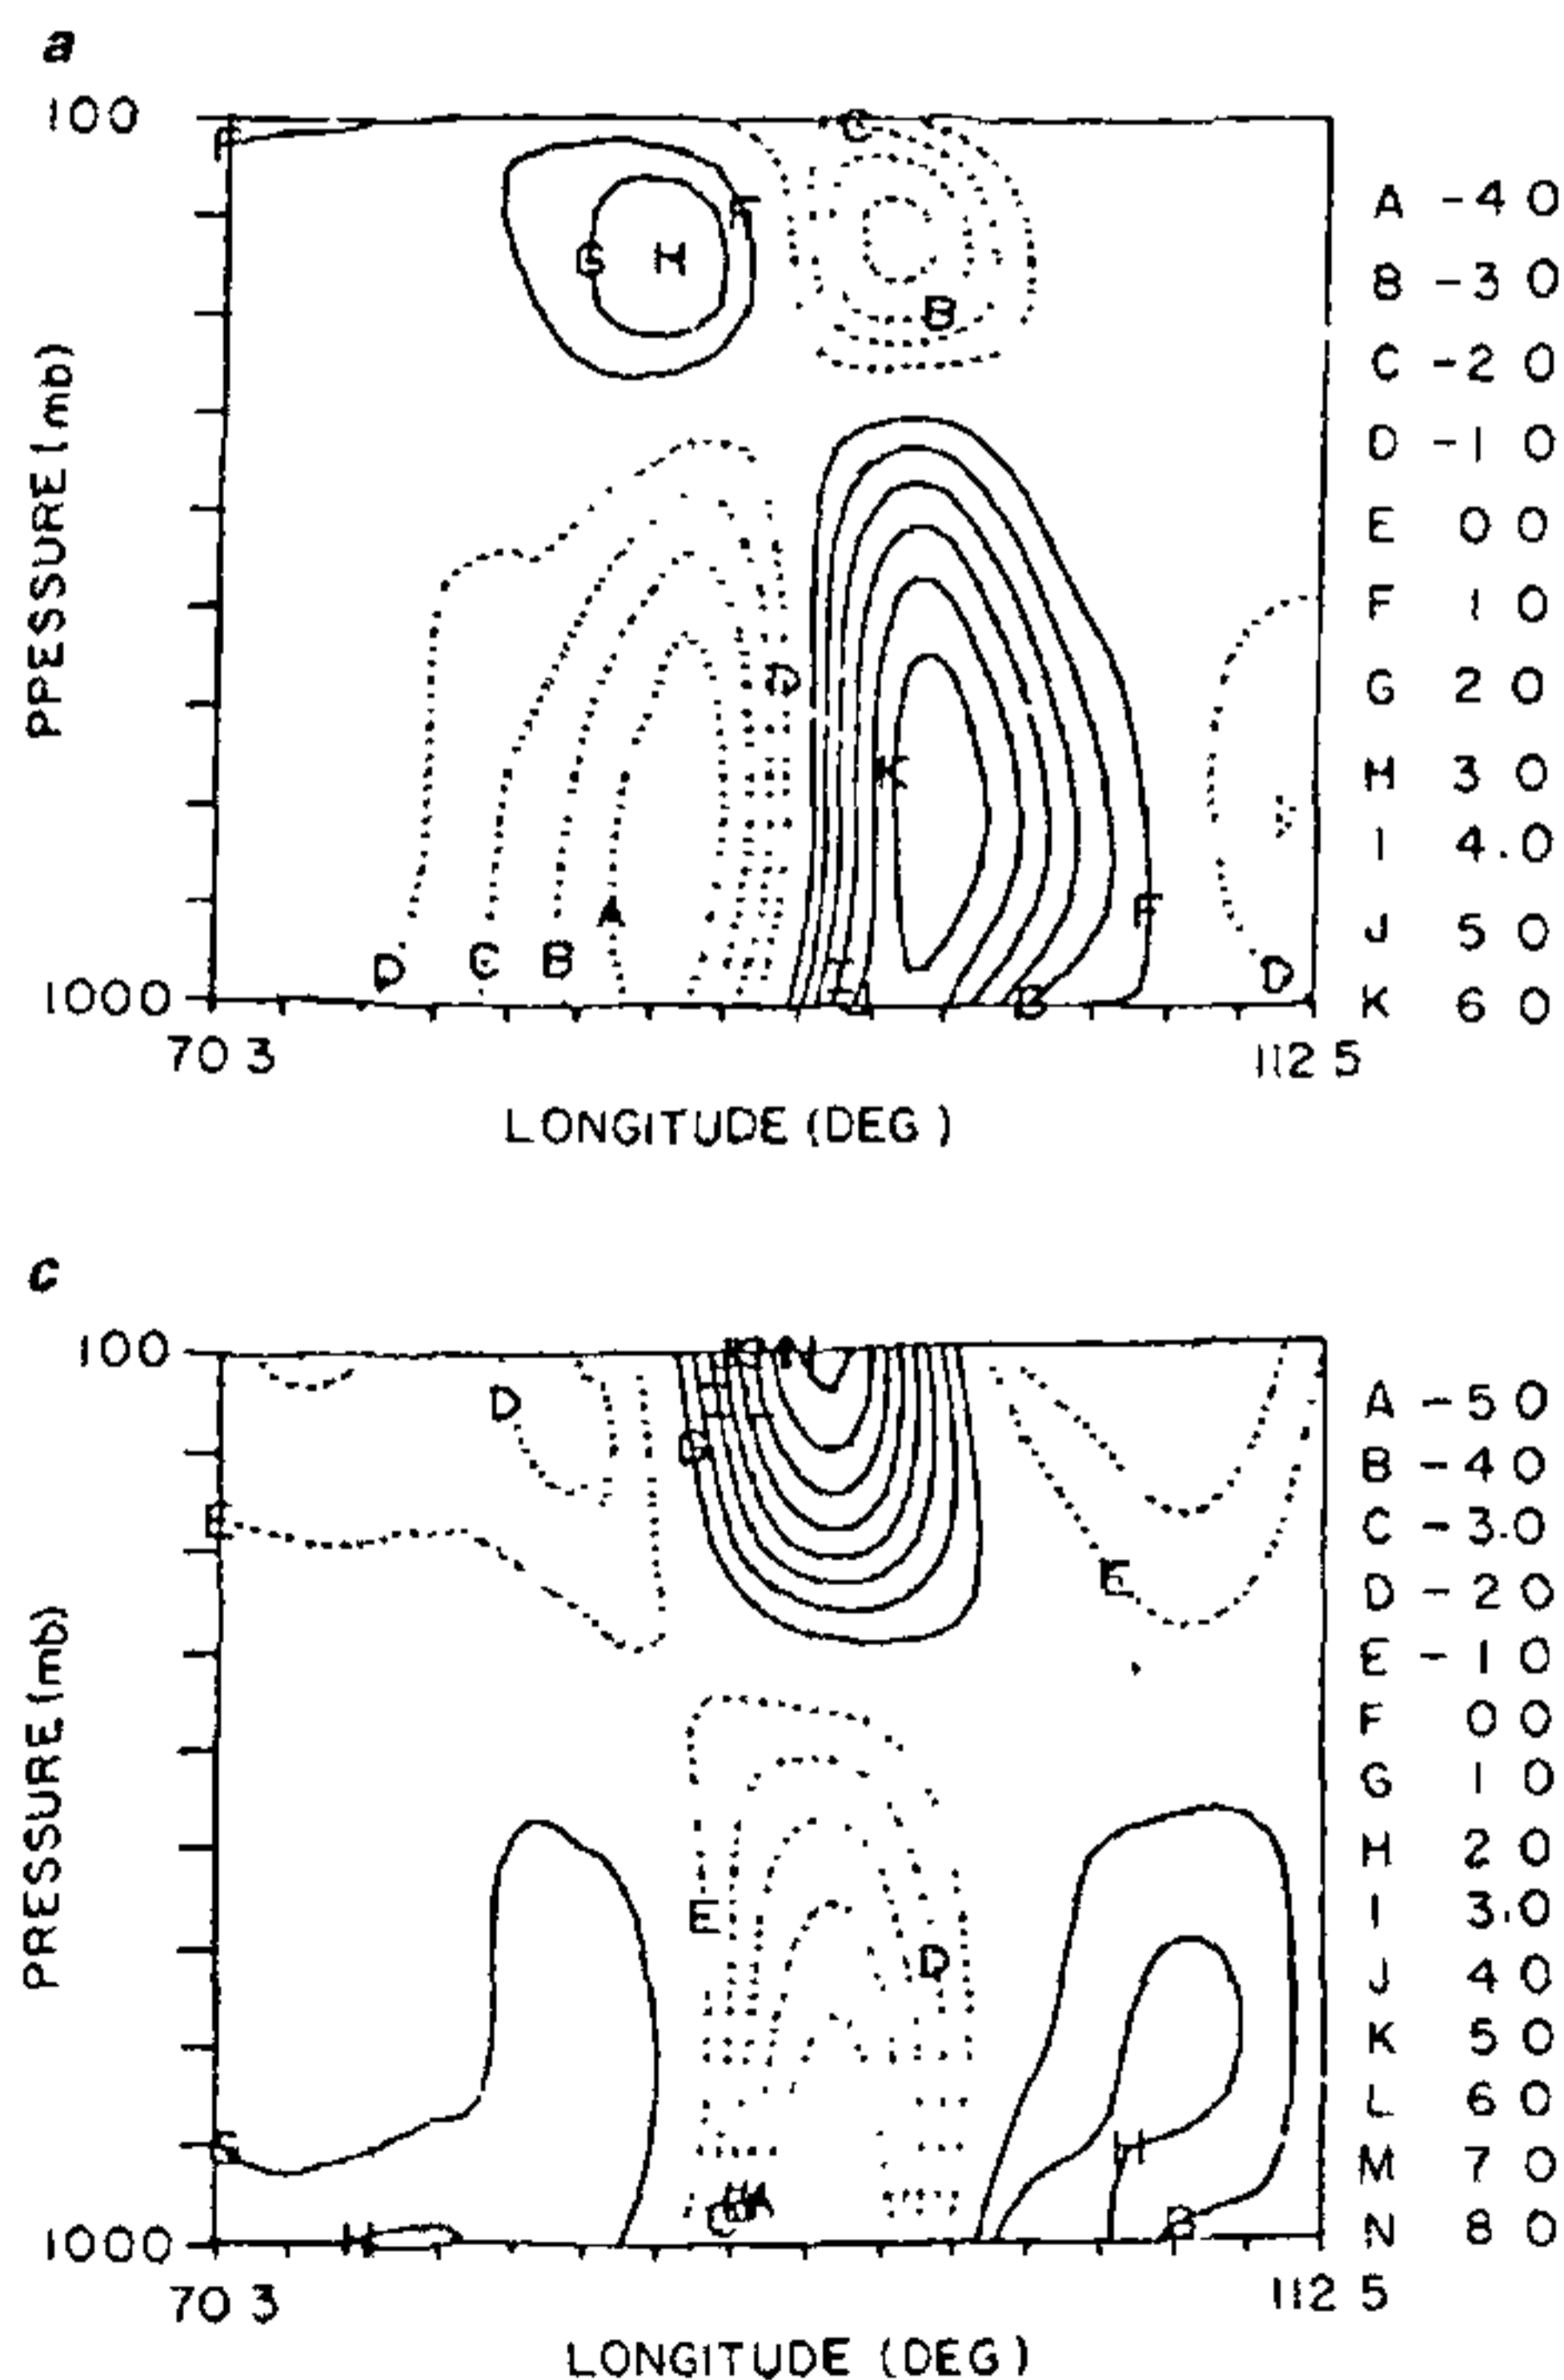 a
100
A -4 0
B -3 0
C -2 0
D -1 0
E 0 0
F 1 0
G 2 0
H 3 0
I 4.0
J 5 0
K 6 0
PPESSURE (mb)
F
C
F
G H
B
D
K
A
F
D C B
D
I J
G
1000
70 3
112 5
LONGITUDE (DEG )
c
100
A -5 0
B -4 0
C -3.0
D -2 0
E -1 0
F 0 0
G 1 0
H 2 0
I 3.0
J 4 0
K 5 0
L 6 0
M 7 0
N 8 0
PRESSURE (mb)
N
D
G
E
E
E
D
G
H
C
A
H
B
1000
70 3
112 5
LONGITUDE (DEG )